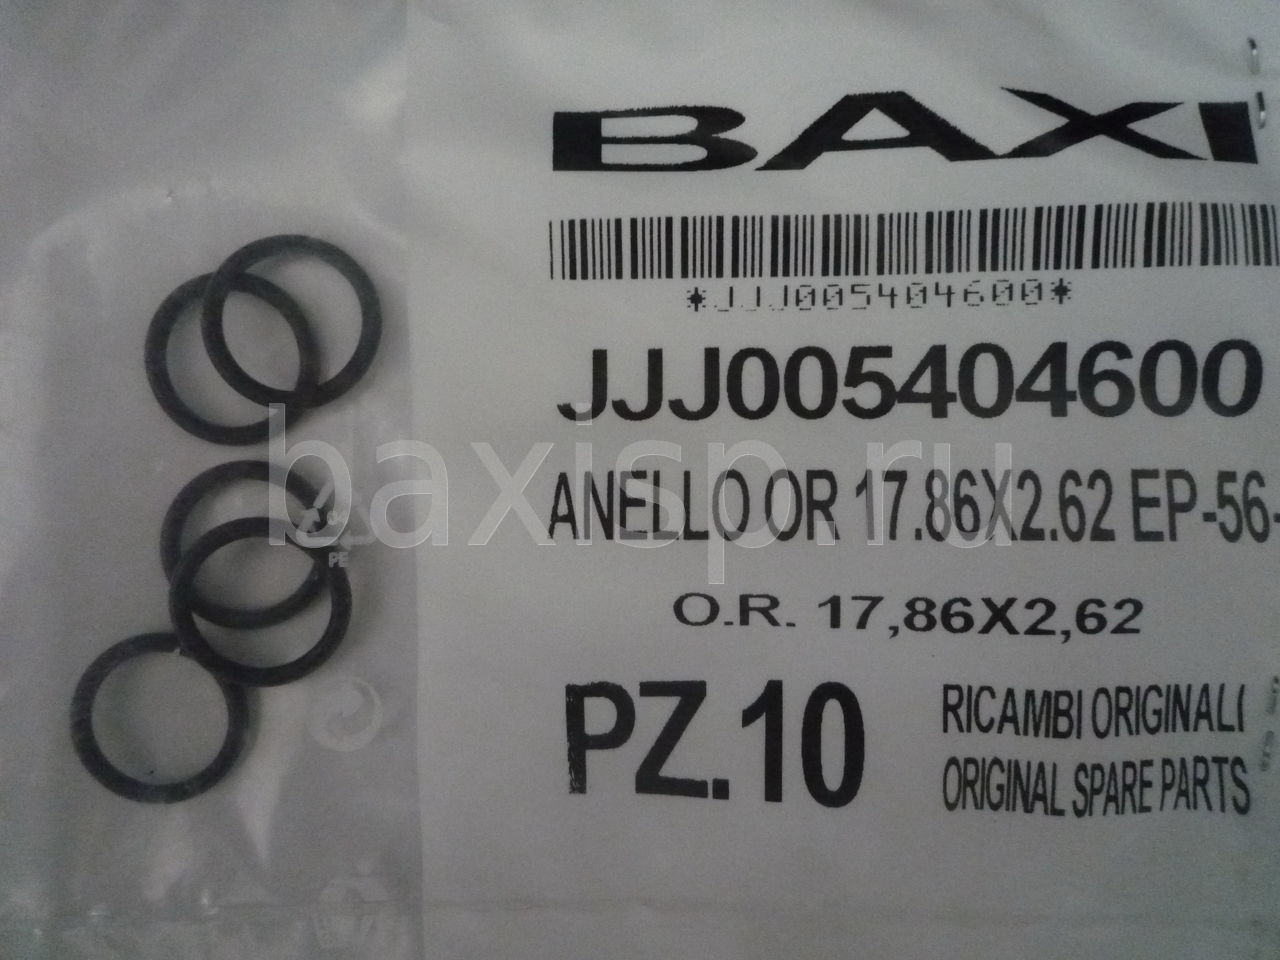 BAXI
*JJJ005404600*
JJJ005404600
baxisp.ru
ANELLO OR 17.86X2.62 EP-56-
O.R. 17,86X2,62
PE
PZ.10
RICAMBI ORIGINALI
ORIGINAL SPARE PARTS